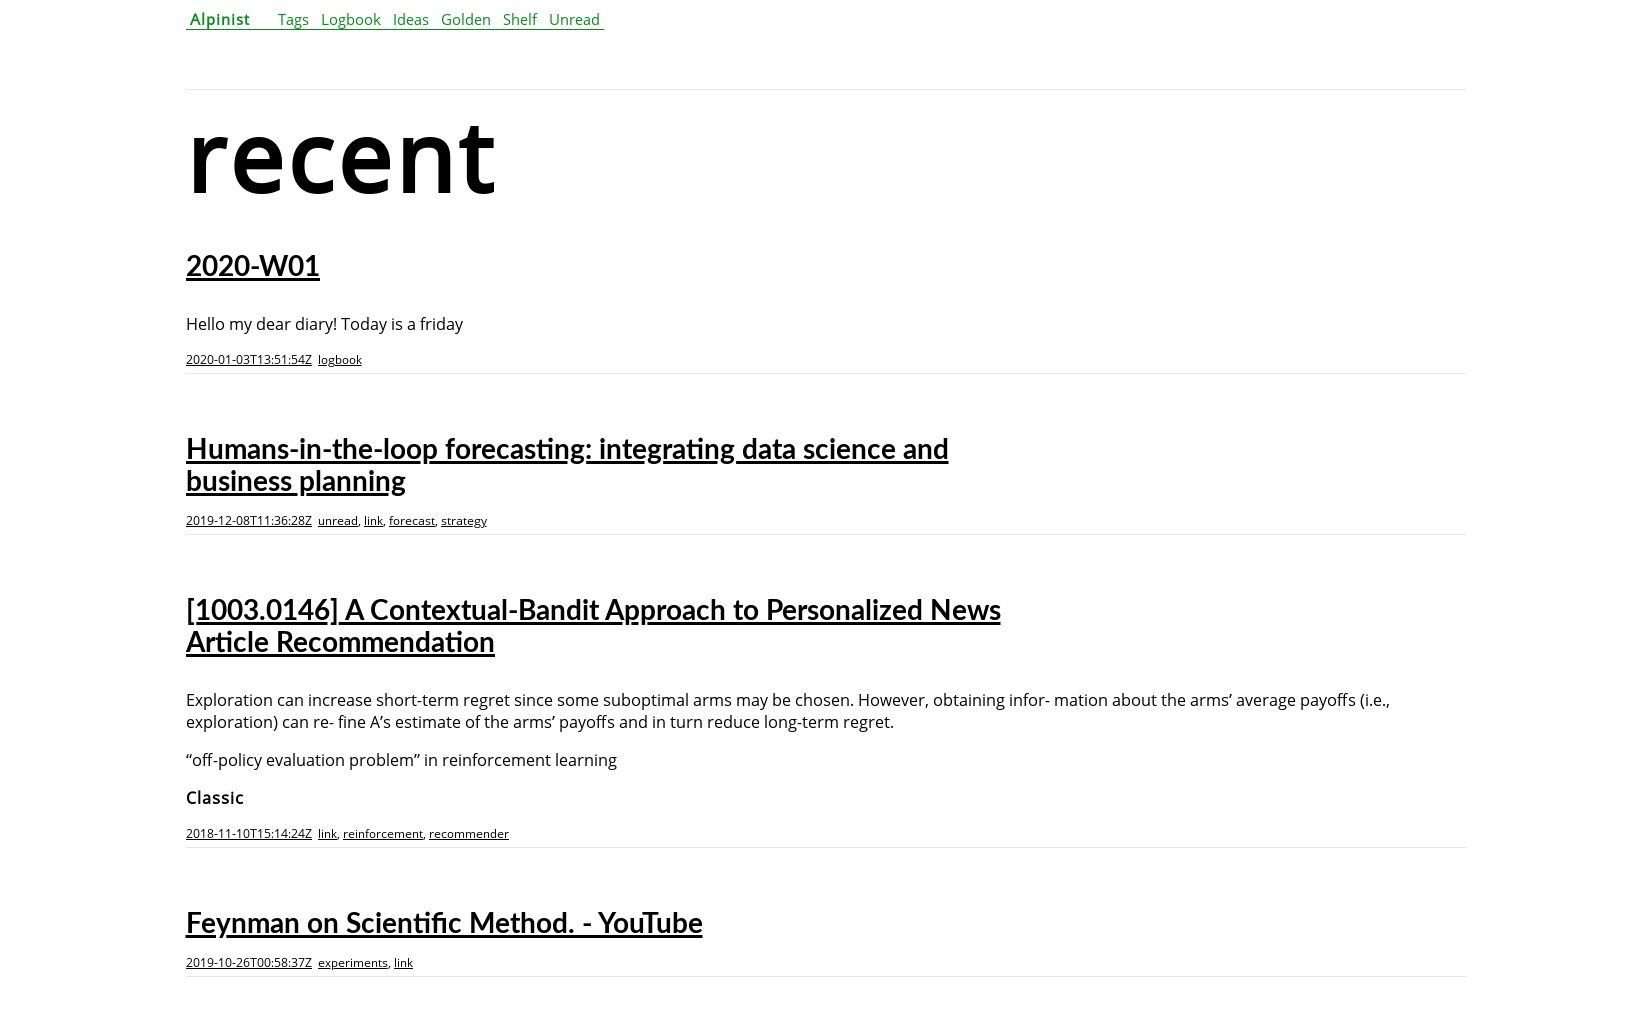 Alpinist Tags Logbook Ideas Golden Shelf Unread
recent
2020-W01
Hello my dear diary! Today is a friday
2020-01-03T13:51:54Z logbook
Humans-in-the-loop forecasting: integrating data science and
business planning
2019-12-08T11:36:28Z unread, link, forecast, strategy
[1003.0146] A Contextual-Bandit Approach to Personalized News
Article Recommendation
Exploration can increase short-term regret since some suboptimal arms may be chosen. However, obtaining infor- mation about the arms’ average payoffs (i.e.,
exploration) can re- fine A’s estimate of the arms’ payoffs and in turn reduce long-term regret.
“off-policy evaluation problem” in reinforcement learning
Classic
2018-11-10T15:14:24Z link, reinforcement, recommender
Feynman on Scientific Method. - YouTube
2019-10-26T00:58:37Z experiments, link